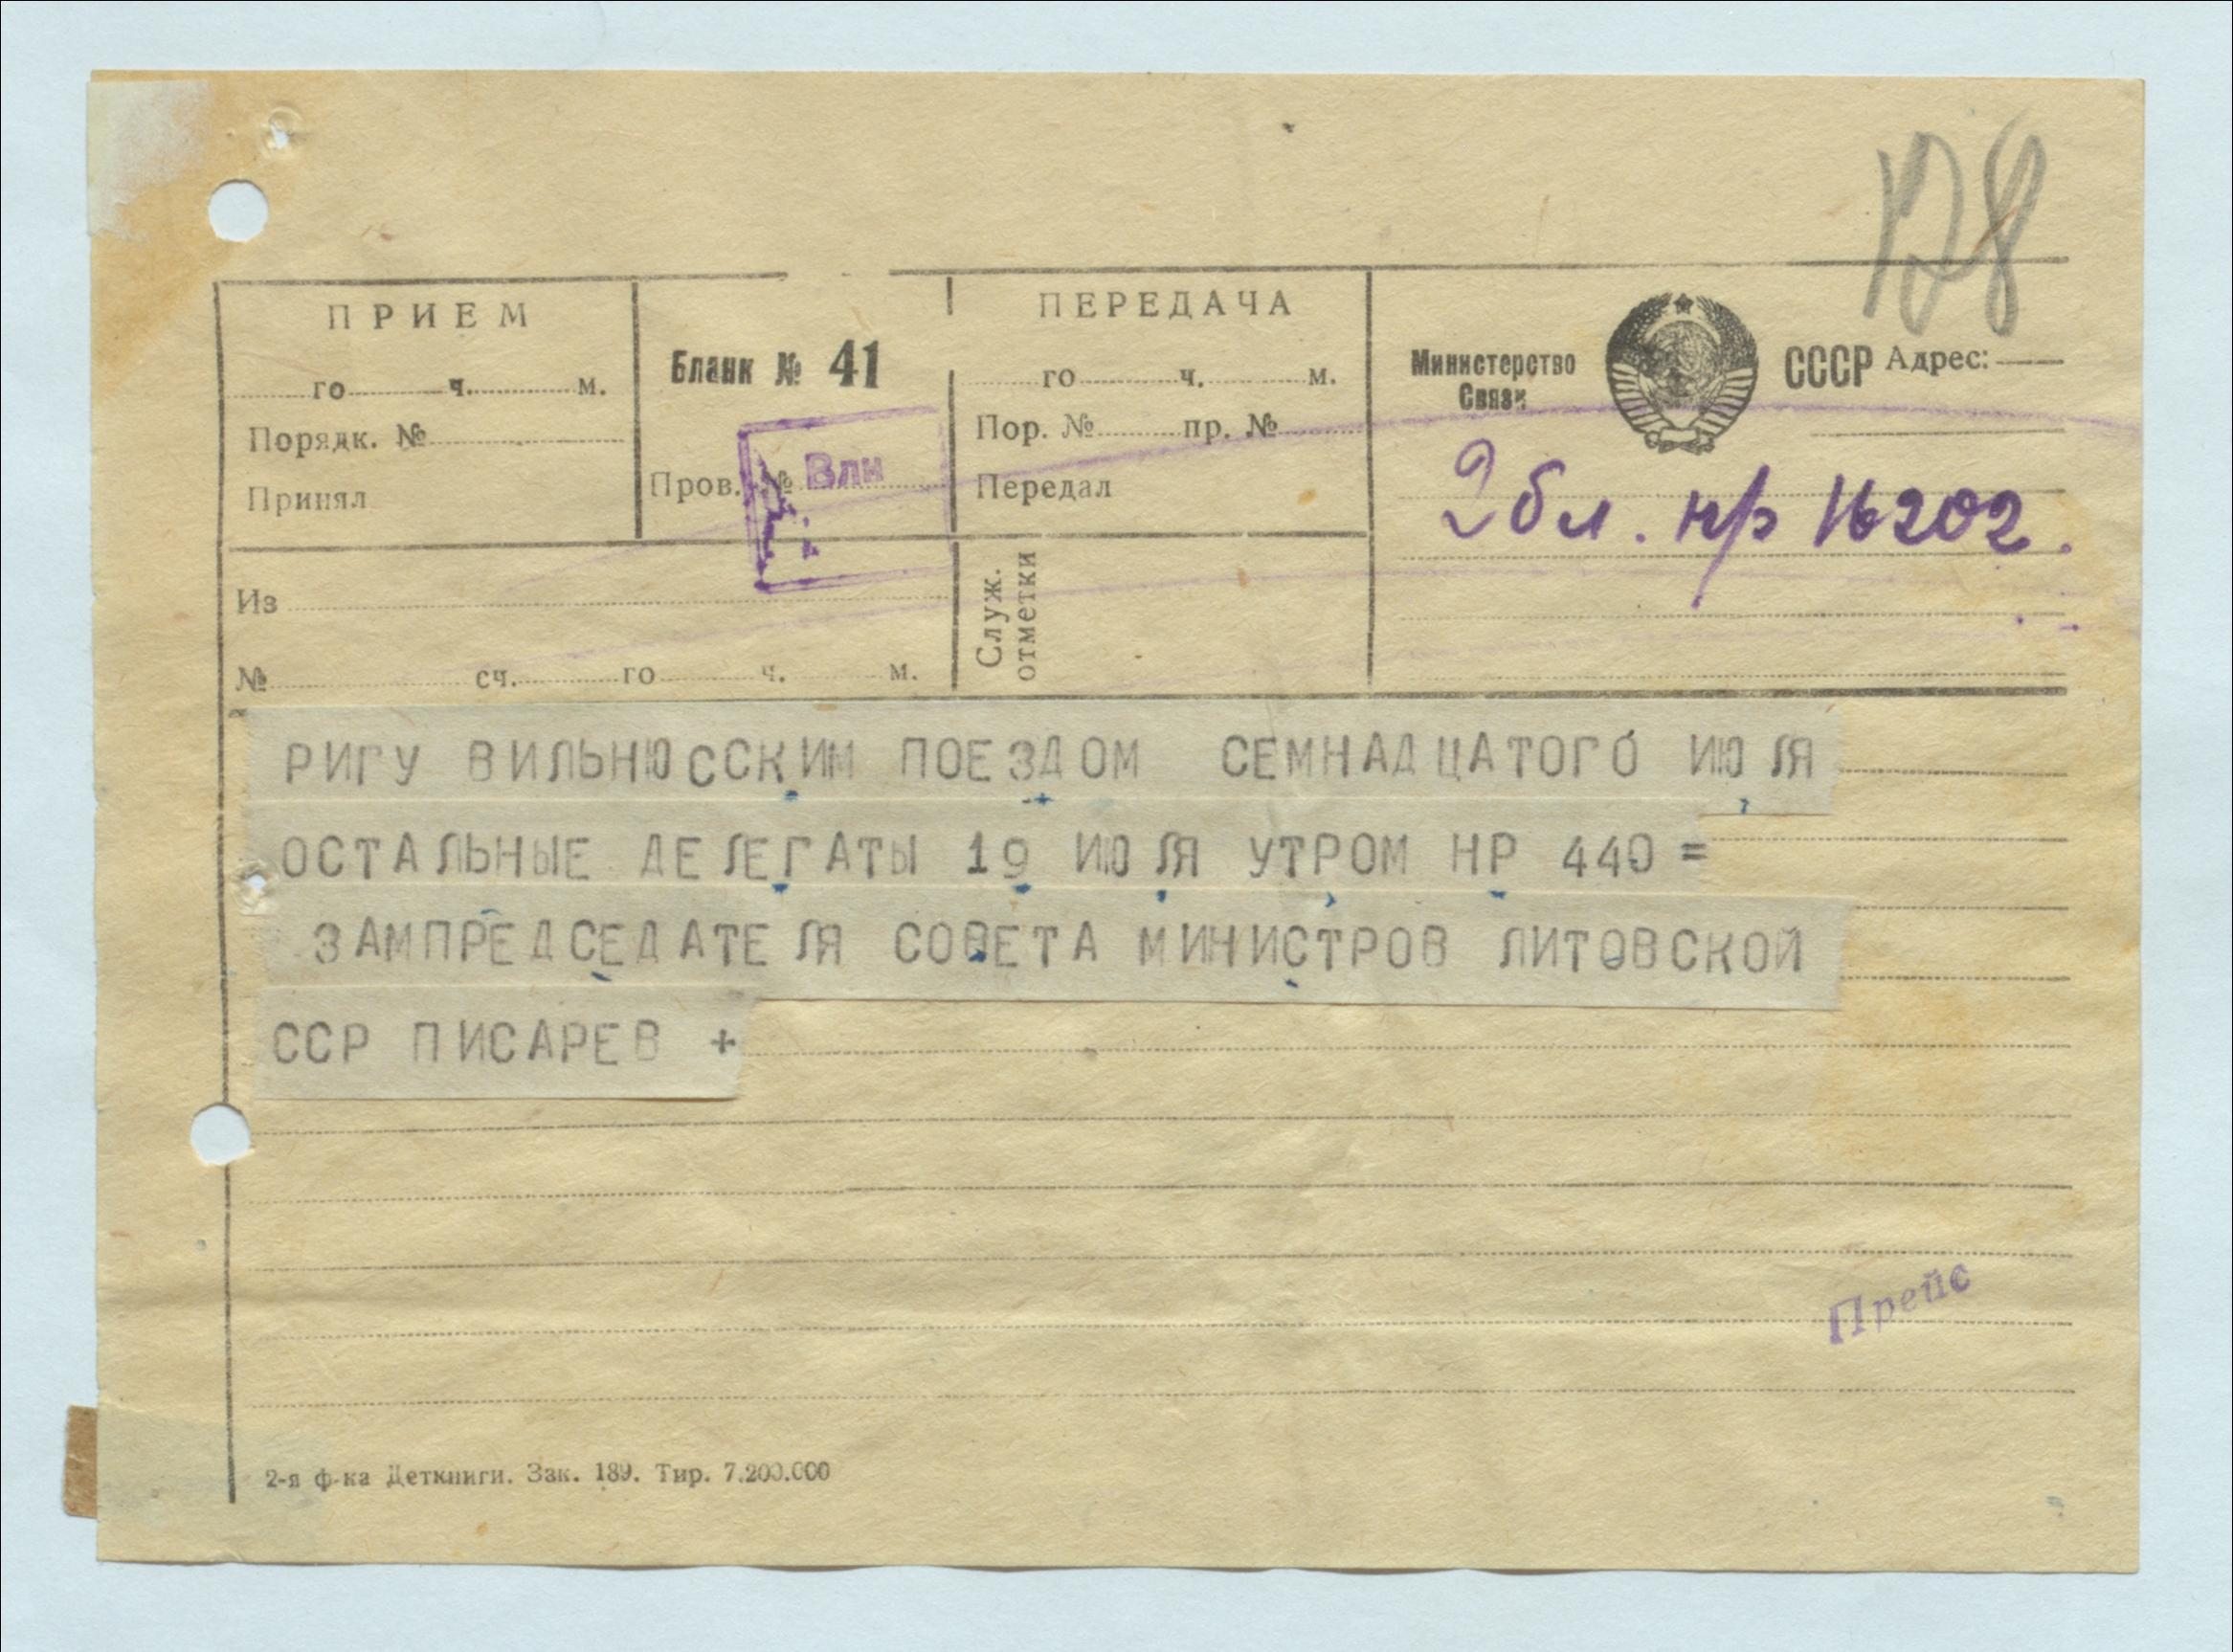 128
ПРИЕМ
го ч. м.
Порядк. №
Принял
Бланк № 41
Пров. № Влн
ПЕРЕДАЧА
го ч. м.
Пор. № пр. №
Передал
Министерство Связи СССР Адрес:
2 бл. нр 16202.
Из
№ сч. го ч. м.
Служ. отметки
РИГУ ВИЛЬНЮССКИМ ПОЕЗДОМ СЕМНАДЦАТОГО ИЮЛЯ
ОСТАЛЬНЫЕ ДЕЛЕГАТЫ 19 ИЮЛЯ УТРОМ НР 440 =
ЗАМПРЕДСЕДАТЕЛЯ СОВЕТА МИНИСТРОВ ЛИТОВСКОЙ
ССР ПИСАРЕВ +
Прейс
2-я ф-ка Деткниги. Зак. 189. Тир. 7.200.000